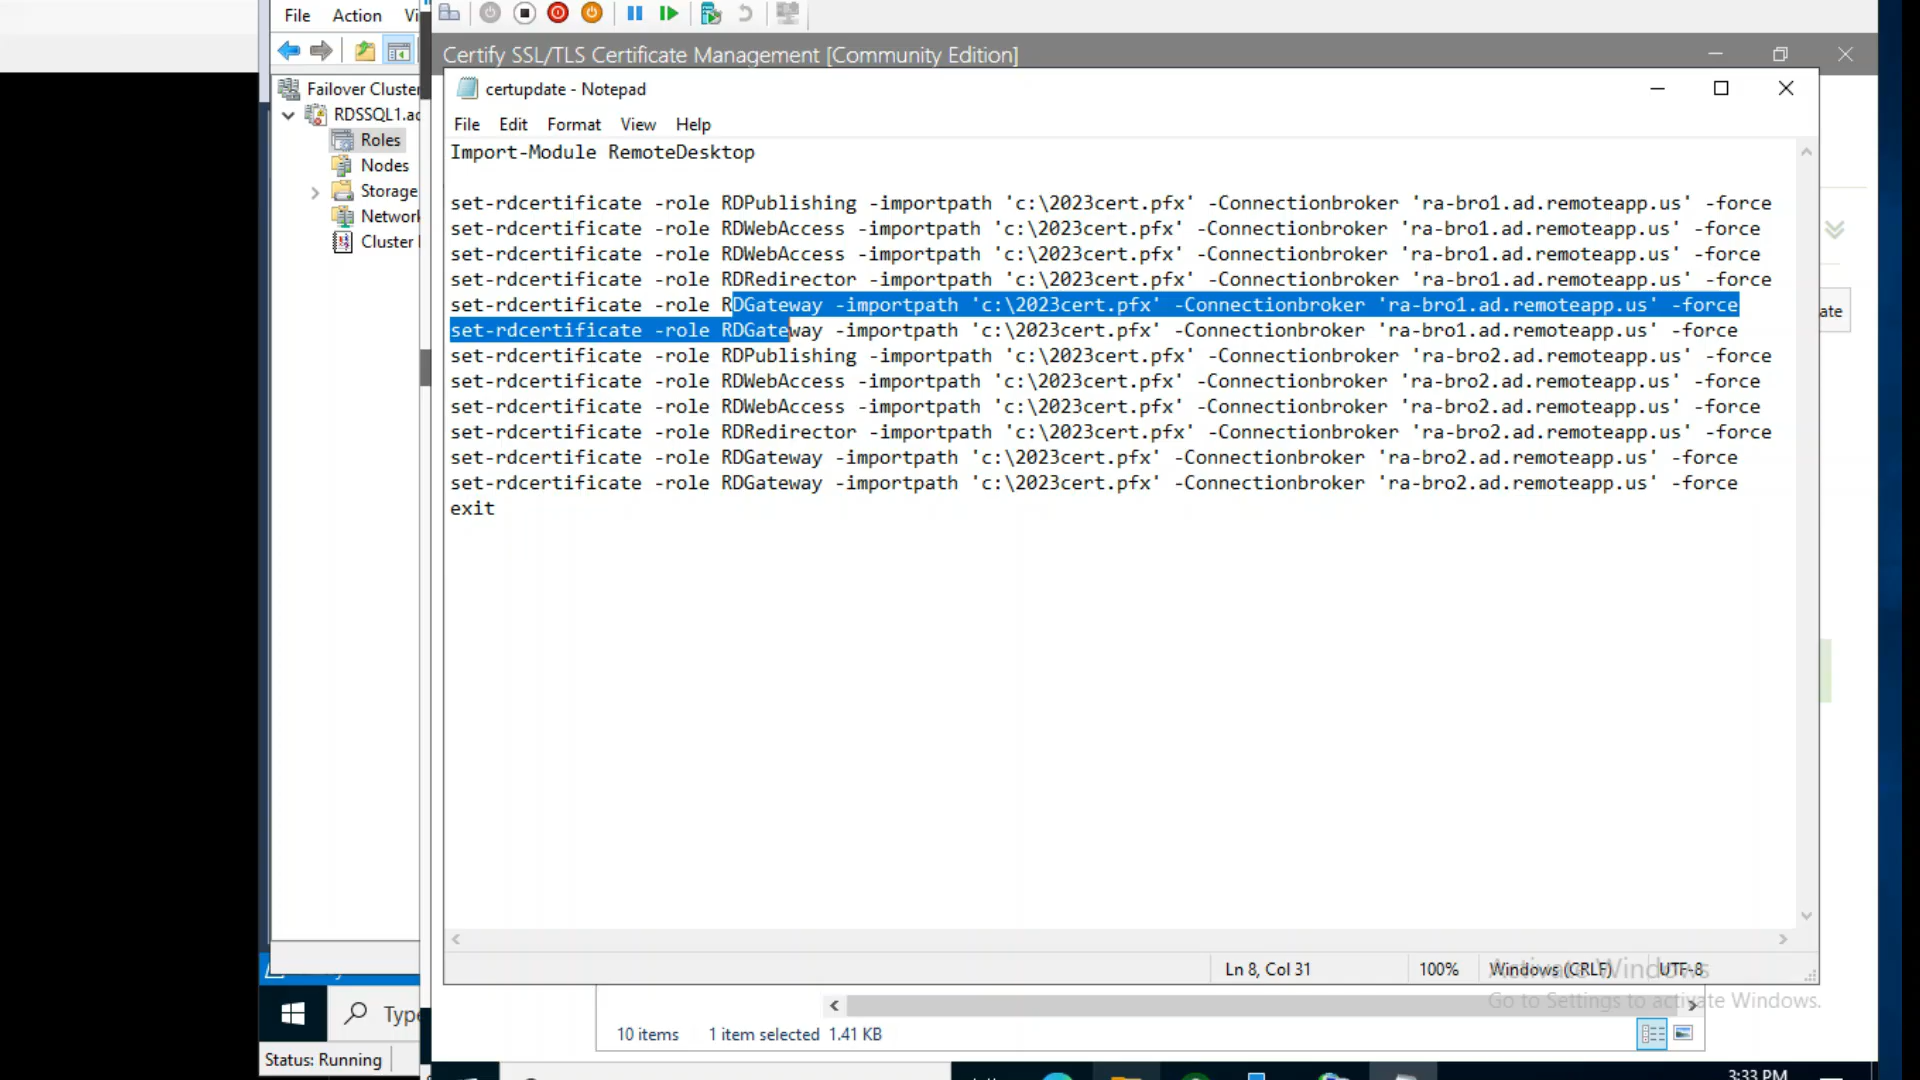 File Action Vi
Failover Cluster
RDSSQL1.ad
Roles
Nodes
Storage
Network
Cluster
Certify SSL/TLS Certificate Management [Community Edition]
certupdate - Notepad
File Edit Format View Help
Import-Module RemoteDesktop
set-rdcertificate -role RDPublishing -importpath 'c:\2023cert.pfx' -Connectionbroker 'ra-bro1.ad.remoteapp.us' -force
set-rdcertificate -role RDWebAccess -importpath 'c:\2023cert.pfx' -Connectionbroker 'ra-bro1.ad.remoteapp.us' -force
set-rdcertificate -role RDWebAccess -importpath 'c:\2023cert.pfx' -Connectionbroker 'ra-bro1.ad.remoteapp.us' -force
set-rdcertificate -role RDRedirector -importpath 'c:\2023cert.pfx' -Connectionbroker 'ra-bro1.ad.remoteapp.us' -force
set-rdcertificate -role RDGateway -importpath 'c:\2023cert.pfx' -Connectionbroker 'ra-bro1.ad.remoteapp.us' -force
set-rdcertificate -role RDGateway -importpath 'c:\2023cert.pfx' -Connectionbroker 'ra-bro1.ad.remoteapp.us' -force
set-rdcertificate -role RDPublishing -importpath 'c:\2023cert.pfx' -Connectionbroker 'ra-bro2.ad.remoteapp.us' -force
set-rdcertificate -role RDWebAccess -importpath 'c:\2023cert.pfx' -Connectionbroker 'ra-bro2.ad.remoteapp.us' -force
set-rdcertificate -role RDWebAccess -importpath 'c:\2023cert.pfx' -Connectionbroker 'ra-bro2.ad.remoteapp.us' -force
set-rdcertificate -role RDRedirector -importpath 'c:\2023cert.pfx' -Connectionbroker 'ra-bro2.ad.remoteapp.us' -force
set-rdcertificate -role RDGateway -importpath 'c:\2023cert.pfx' -Connectionbroker 'ra-bro2.ad.remoteapp.us' -force
set-rdcertificate -role RDGateway -importpath 'c:\2023cert.pfx' -Connectionbroker 'ra-bro2.ad.remoteapp.us' -force
exit
ate
Ln 8, Col 31 100% Windows (CRLF) UTF-8
Activate Windows
Go to Settings to activate Windows.
10 items 1 item selected 1.41 KB
Type
Status: Running
3:33 PM